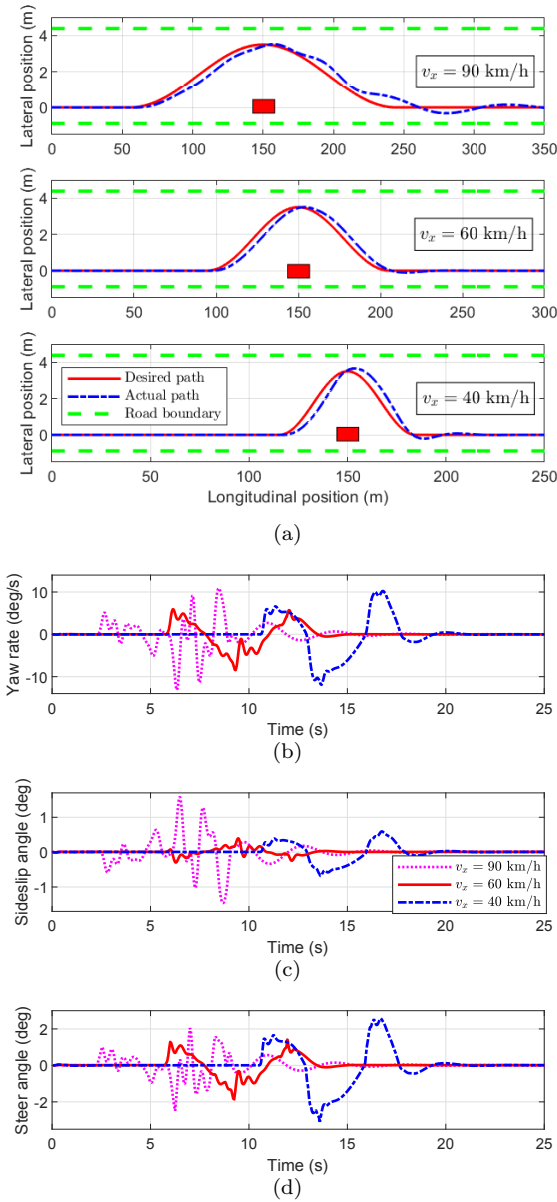 4
2
0
Lateral position (m)
v_x = 90 km/h
0 50 100 150 200 250 300 350
4
2
0
Lateral position (m)
v_x = 60 km/h
0 50 100 150 200 250 300
4
2
0
Lateral position (m)
Desired path
Actual path
Road boundary
v_x = 40 km/h
0 50 100 150 200 250
Longitudinal position (m)
(a)
10
0
-10
Yaw rate (deg/s)
0 5 10 15 20 25
Time (s)
(b)
1
0
-1
Sideslip angle (deg)
v_x = 90 km/h
v_x = 60 km/h
v_x = 40 km/h
0 5 10 15 20 25
Time (s)
(c)
2
0
-2
Steer angle (deg)
0 5 10 15 20 25
Time (s)
(d)